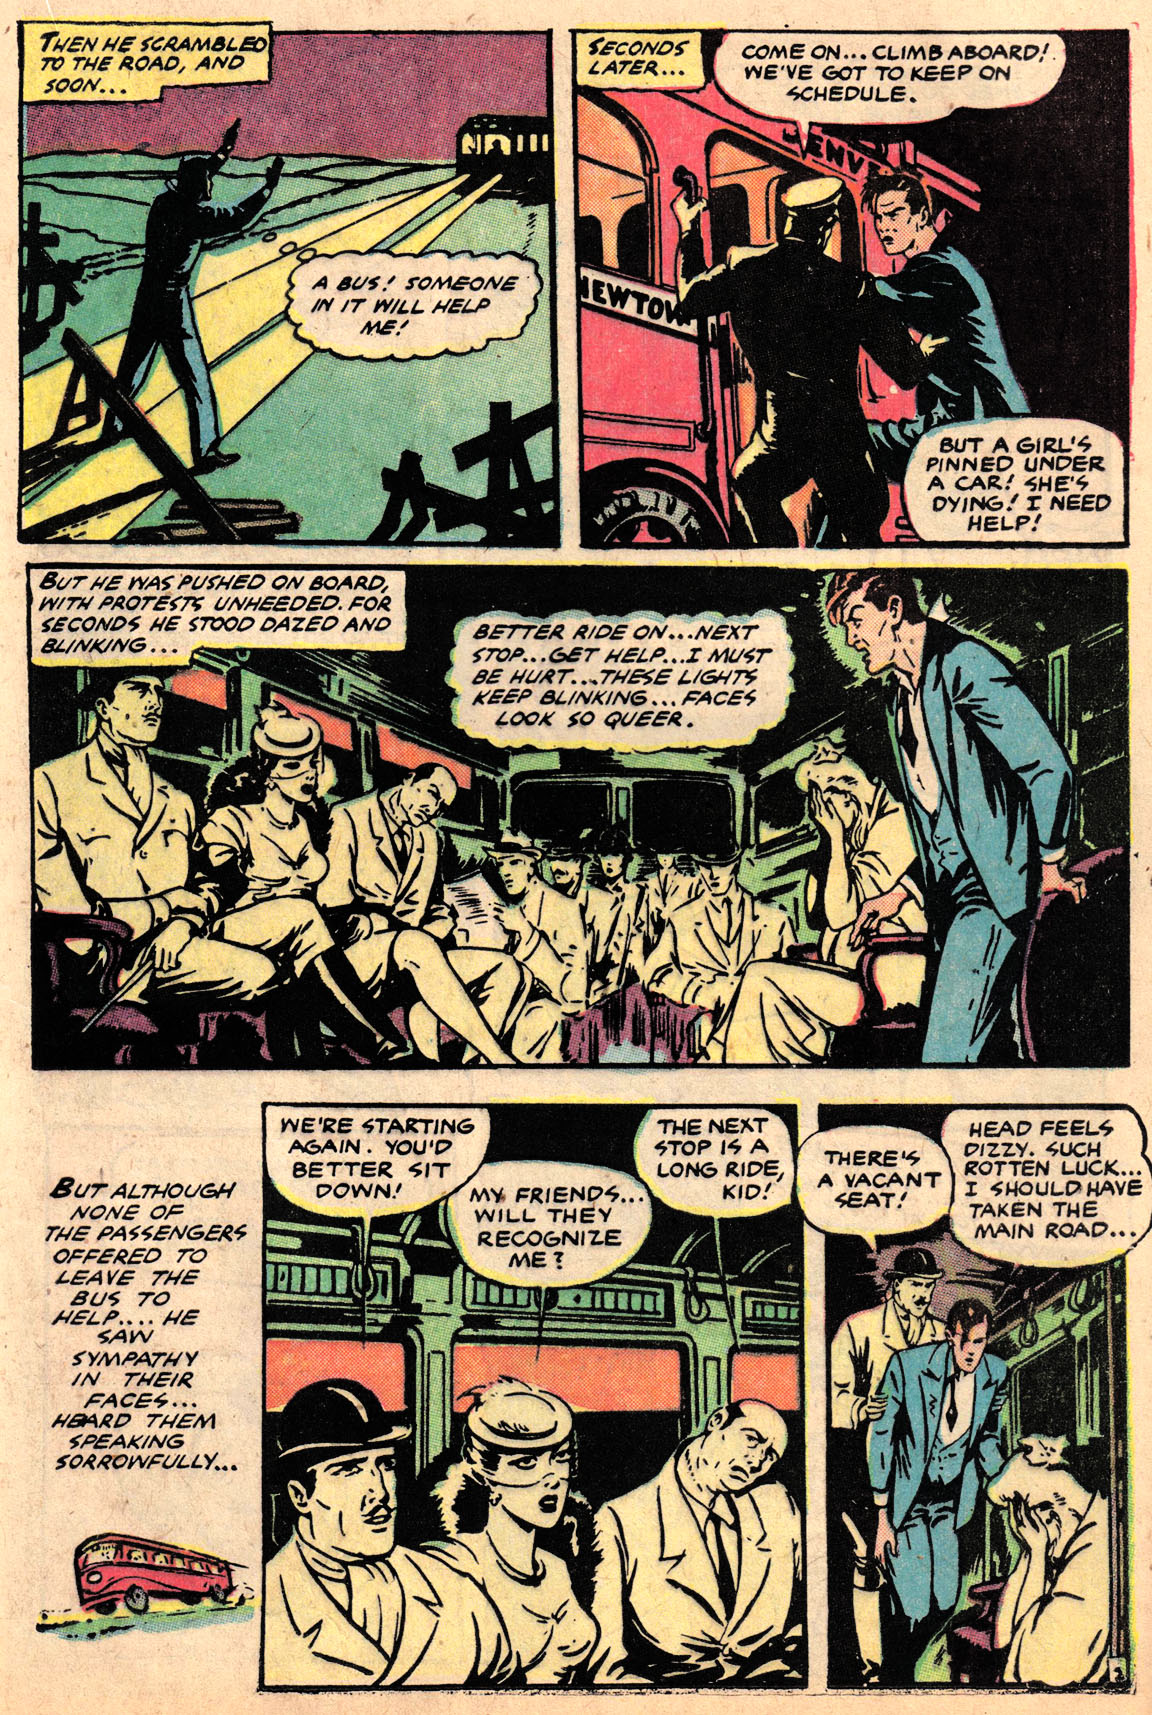 THEN HE SCRAMBLED
TO THE ROAD, AND
SOON...
A BUS! SOMEONE
IN IT WILL HELP
ME!
SECONDS
LATER...
COME ON... CLIMB ABOARD!
WE'VE GOT TO KEEP ON
SCHEDULE.
ENV
NEWTOW
BUT A GIRL'S
PINNED UNDER
A CAR! SHE'S
DYING! I NEED
HELP!
BUT HE WAS PUSHED ON BOARD,
WITH PROTESTS UNHEEDED. FOR
SECONDS HE STOOD DAZED AND
BLINKING...
BETTER RIDE ON...NEXT
STOP...GET HELP...I MUST
BE HURT...THESE LIGHTS
KEEP BLINKING...FACES
LOOK SO QUEER.
BUT ALTHOUGH
NONE OF
THE PASSENGERS
OFFERED TO
LEAVE THE
BUS TO
HELP.... HE
SAW
SYMPATHY
IN THEIR
FACES...
HEARD THEM
SPEAKING
SORROWFULLY...
WE'RE STARTING
AGAIN. YOU'D
BETTER SIT
DOWN!
MY FRIENDS...
WILL THEY
RECOGNIZE
ME?
THE NEXT
STOP IS A
LONG RIDE,
KID!
THERE'S
A VACANT
SEAT!
HEAD FEELS
DIZZY. SUCH
ROTTEN LUCK...
I SHOULD HAVE
TAKEN THE
MAIN ROAD...
2